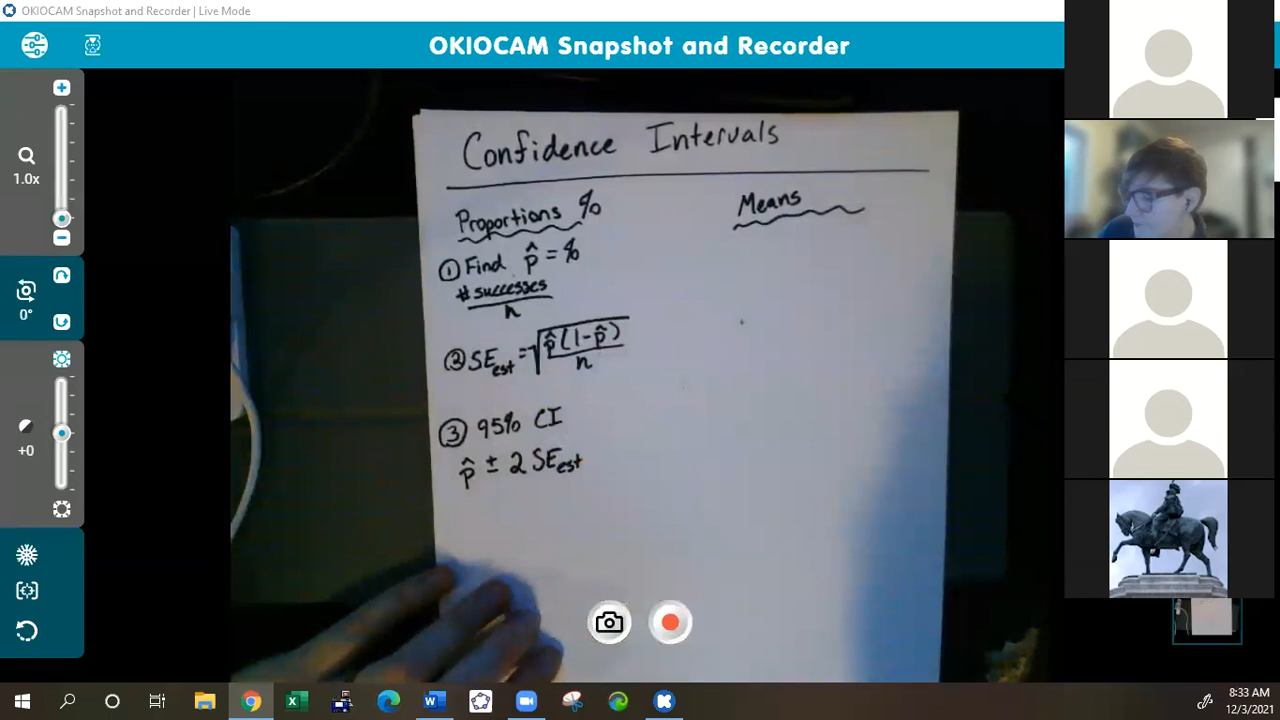 OKIOCAM Snapshot and Recorder | Live Mode
OKIOCAM Snapshot and Recorder
1.0x
0°
+0
Confidence Intervals
Proportions %
① Find p̂ = %
# successes
n
② SEest = √p̂(1-p̂)
n
③ 95% CI
p̂ ± 2 SEest
Means
8:33 AM
12/3/2021